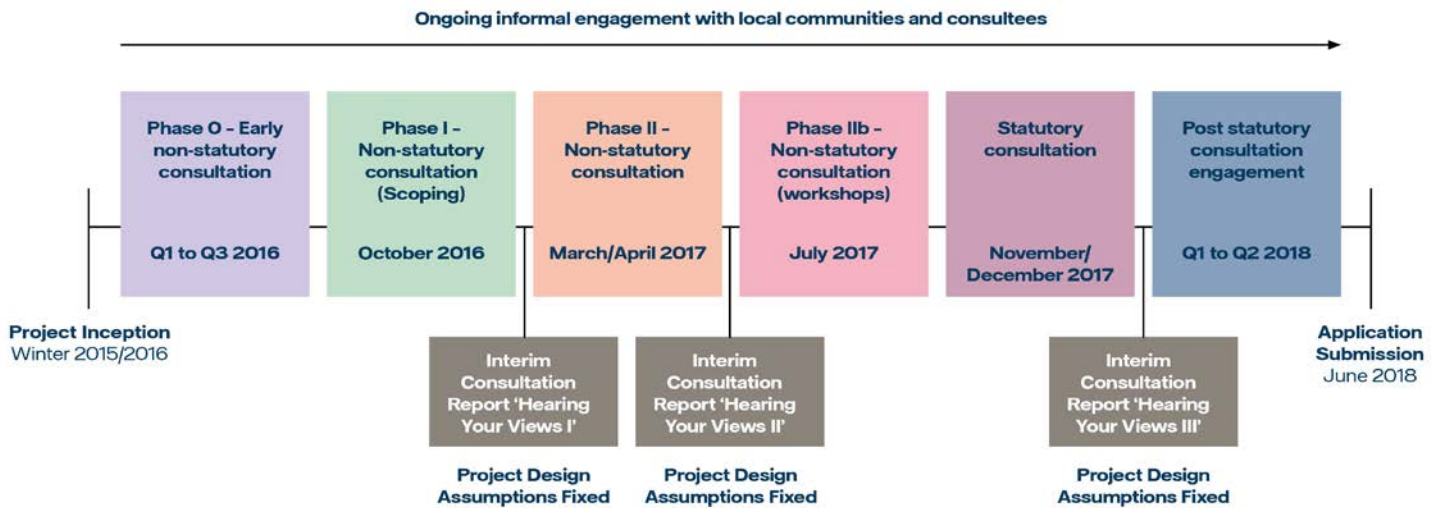 Ongoing informal engagement with local communities and consultees
Phase 0 - Early
non-statutory
consultation
Q1 to Q3 2016
Phase I -
Non-statutory
consultation
(Scoping)
October 2016
Phase II -
Non-statutory
consultation
March/April 2017
Phase IIb -
Non-statutory
consultation
(workshops)
July 2017
Statutory
consultation
November/
December 2017
Post statutory
consultation
engagement
Q1 to Q2 2018
Project Inception
Winter 2015/2016
Interim
Consultation
Report ‘Hearing
Your Views I’
Project Design
Assumptions Fixed
Interim
Consultation
Report ‘Hearing
Your Views II’
Project Design
Assumptions Fixed
Interim
Consultation
Report ‘Hearing
Your Views III’
Project Design
Assumptions Fixed
Application
Submission
June 2018